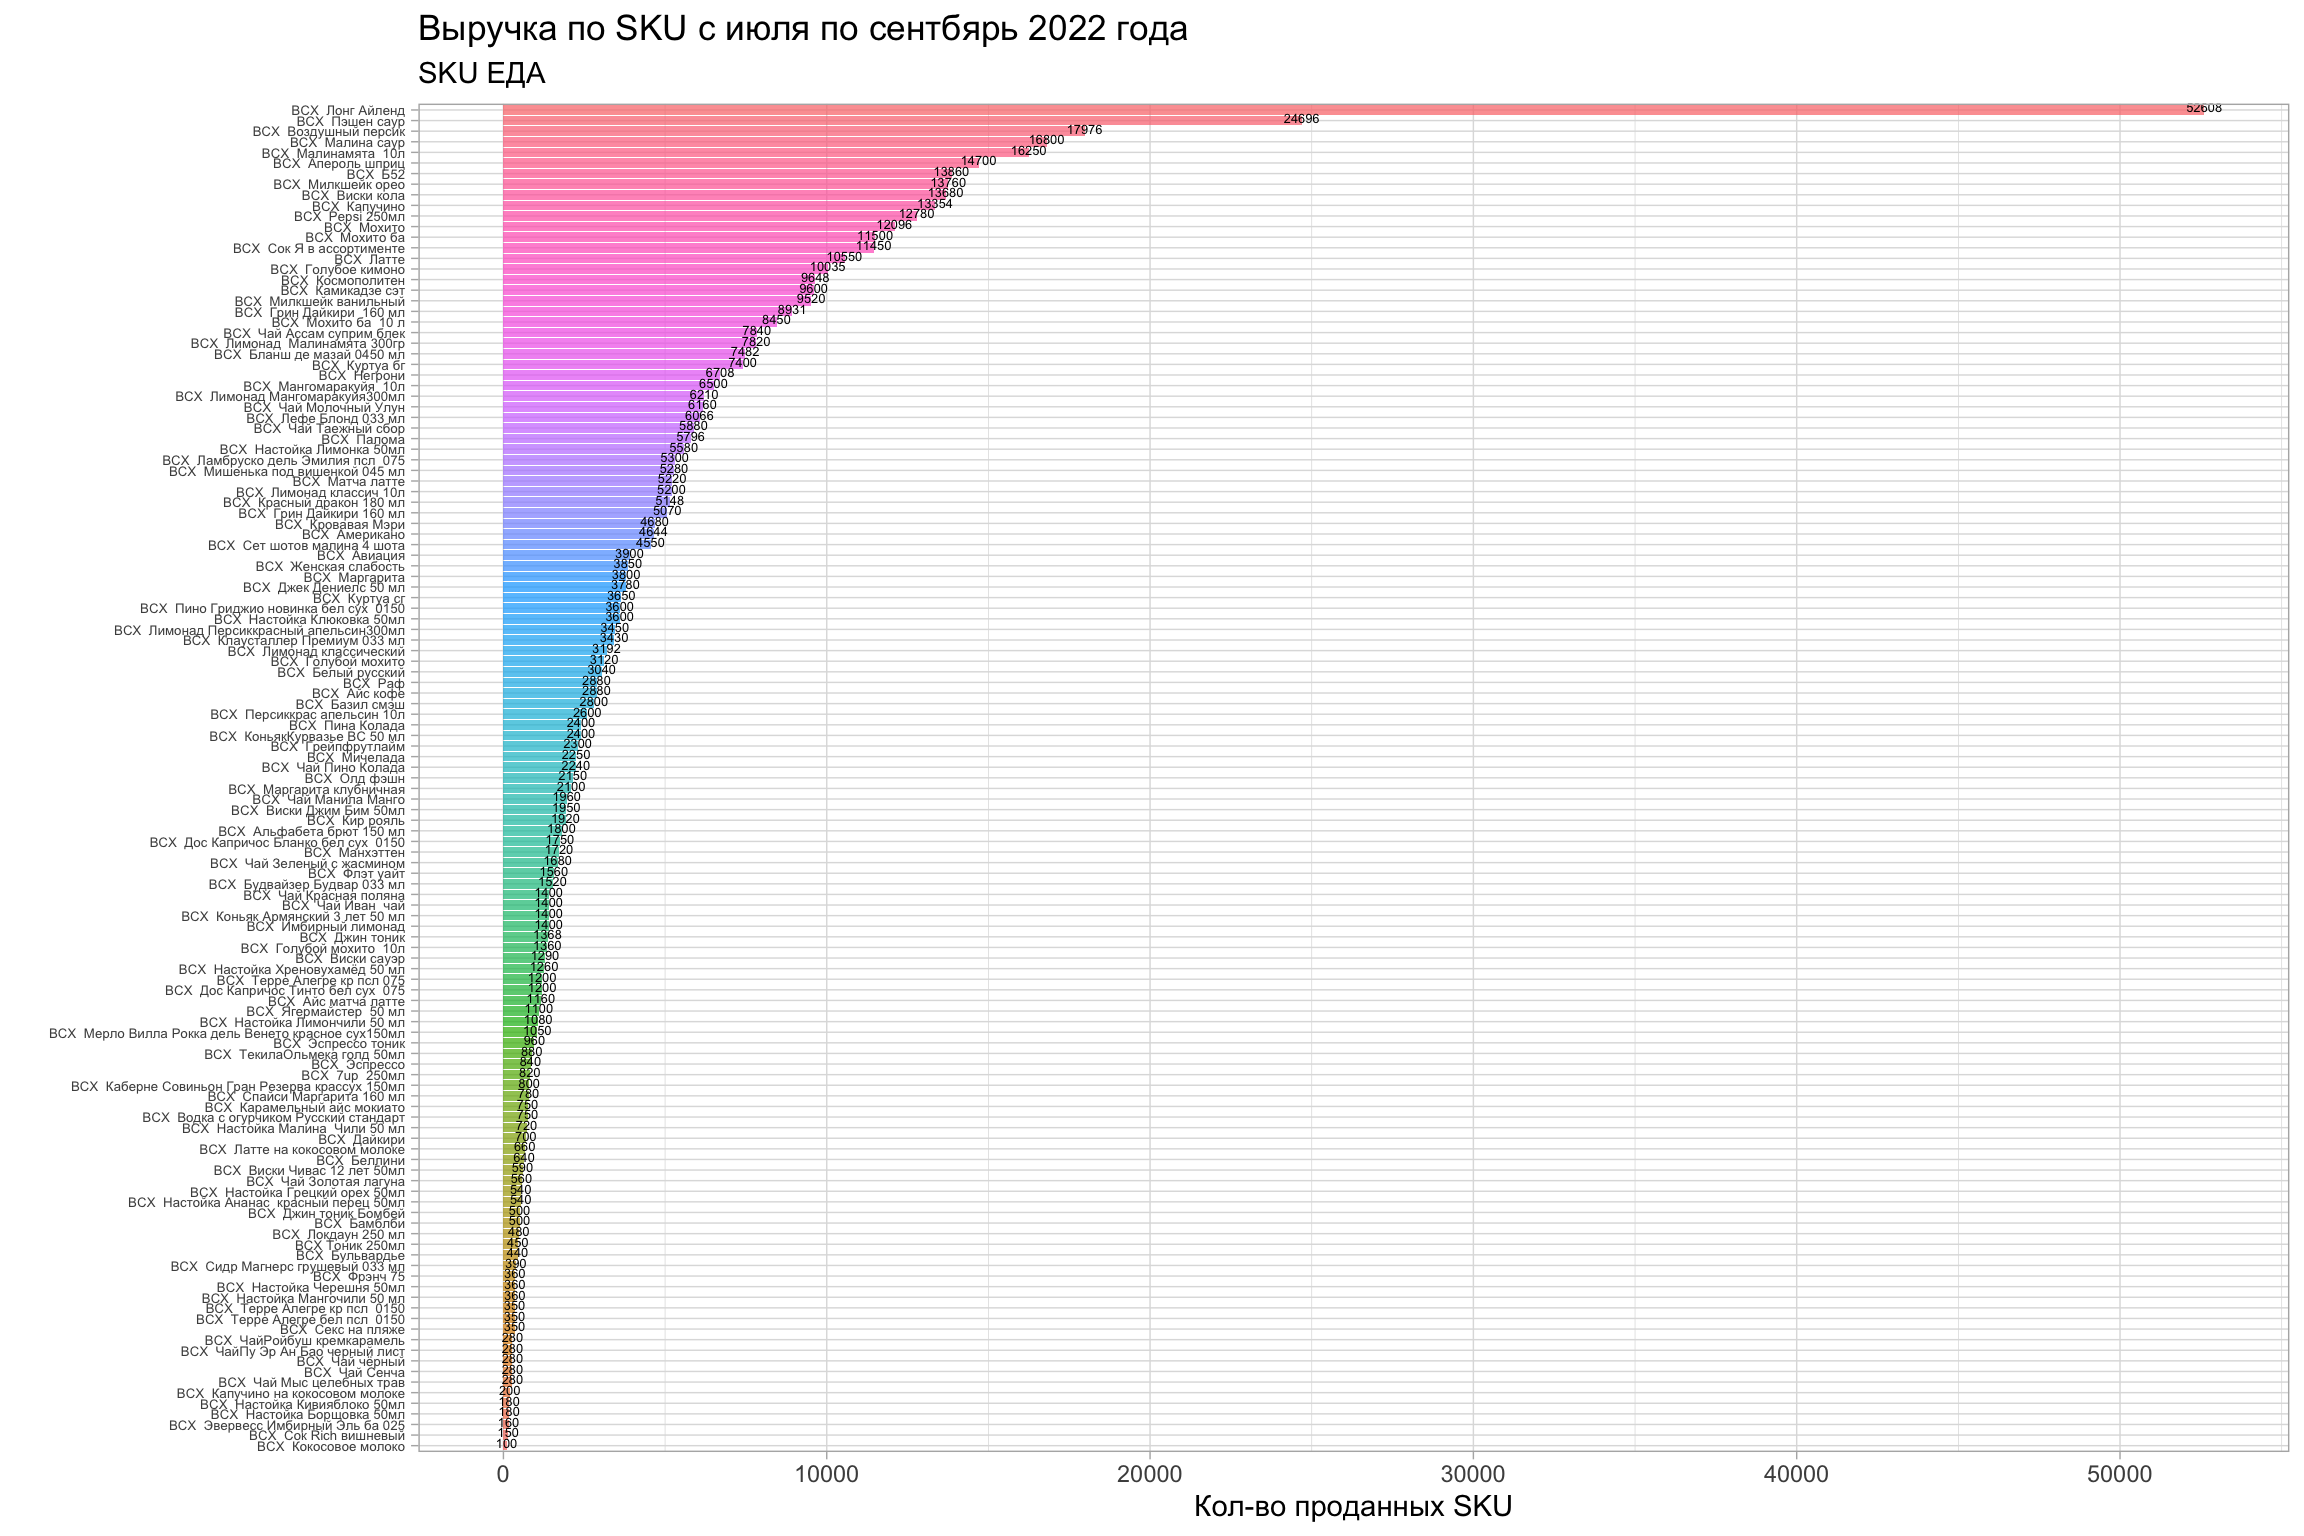 Выручка по SKU с июля по сентбярь 2022 года
SKU ЕДА
ВСХ Лонг Айленд 52608
ВСХ Пэшен саур 24696
ВСХ Воздушный персик 17976
ВСХ Малина саур 16800
ВСХ Малинамята 10л 16250
ВСХ Апероль шприц 14700
ВСХ Б52 13860
ВСХ Милкшейк орео 13760
ВСХ Виски кола 13680
ВСХ Капучино 13354
ВСХ Pepsi 250мл 12780
ВСХ Мохито 12096
ВСХ Мохито ба 11500
ВСХ Сок Я в ассортименте 11450
ВСХ Латте 10550
ВСХ Голубое кимоно 10035
ВСХ Космополитен 9648
ВСХ Камикадзе сэт 9600
ВСХ Милкшейк ванильный 9520
ВСХ Грин Дайкири 160 мл 8931
ВСХ Мохито ба 10 л 8450
ВСХ Чай Ассам суприм блек 7840
ВСХ Лимонад Малинамята 300гр 7820
ВСХ Бланш де мазай 0450 мл 7482
ВСХ Куртуа бг 7400
ВСХ Негрони 6708
ВСХ Мангомаракуйя 10л 6500
ВСХ Лимонад Мангомаракуйя300мл 6210
ВСХ Чай Молочный Улун 6160
ВСХ Лефе Блонд 033 мл 6066
ВСХ Чай Таежный сбор 5880
ВСХ Палома 5796
ВСХ Настойка Лимонка 50мл 5580
ВСХ Ламбруско дель Эмилия псл 075 5300
ВСХ Мишенька под вишенкой 045 мл 5280
ВСХ Матча латте 5220
ВСХ Лимонад классич 10л 5200
ВСХ Красный дракон 180 мл 5148
ВСХ Грин Дайкири 160 мл 5070
ВСХ Кровавая Мэри 4680
ВСХ Американо 4644
ВСХ Сет шотов малина 4 шота 4550
ВСХ Авиация 3900
ВСХ Женская слабость 3850
ВСХ Маргарита 3800
ВСХ Джек Дениелс 50 мл 3780
ВСХ Куртуа сг 3650
ВСХ Пино Гриджио новинка бел сух 0150 3600
ВСХ Настойка Клюковка 50мл 3600
ВСХ Лимонад Персиккрасный апельсин300мл 3450
ВСХ Клаусталлер Премиум 033 мл 3430
ВСХ Лимонад классический 3192
ВСХ Голубой мохито 3120
ВСХ Белый русский 3040
ВСХ Раф 2880
ВСХ Айс кофе 2880
ВСХ Базил смэш 2800
ВСХ Персиккрас апельсин 10л 2600
ВСХ Пина Колада 2400
ВСХ КоньякКурвазье ВС 50 мл 2400
ВСХ Грейпфрутлайм 2300
ВСХ Мичелада 2250
ВСХ Чай Пино Колада 2240
ВСХ Олд фэшн 2150
ВСХ Маргарита клубничная 2100
ВСХ Чай Манила Манго 1960
ВСХ Виски Джим Бим 50мл 1950
ВСХ Кир рояль 1920
ВСХ Альфабета брют 150 мл 1800
ВСХ Дос Капричос Бланко бел сух 0150 1750
ВСХ Манхэттен 1720
ВСХ Чай Зеленый с жасмином 1680
ВСХ Флэт уайт 1560
ВСХ Будвайзер Будвар 033 мл 1520
ВСХ Чай Красная поляна 1400
ВСХ Чай Иван чай 1400
ВСХ Коньяк Армянский 3 лет 50 мл 1400
ВСХ Имбирный лимонад 1400
ВСХ Джин тоник 1368
ВСХ Голубой мохито 10л 1360
ВСХ Виски сауэр 1290
ВСХ Настойка Хреновухамёд 50 мл 1260
ВСХ Терре Алегре кр псл 075 1200
ВСХ Дос Капричос Тинто бел сух 075 1200
ВСХ Айс матча латте 1160
ВСХ Ягермайстер 50 мл 1100
ВСХ Настойка Лимончили 50 мл 1080
ВСХ Мерло Вилла Рокка дель Венето красное сух150мл 1050
ВСХ Эспрессо тоник 960
ВСХ ТекилаОльмека голд 50мл 880
ВСХ Эспрессо 840
ВСХ 7up 250мл 820
ВСХ Каберне Совиньон Гран Резерва крассух 150мл 800
ВСХ Спайси Маргарита 160 мл 780
ВСХ Карамельный айс мокиато 750
ВСХ Водка с огурчиком Русский стандарт 750
ВСХ Настойка Малина Чили 50 мл 720
ВСХ Дайкири 700
ВСХ Латте на кокосовом молоке 660
ВСХ Беллини 640
ВСХ Виски Чивас 12 лет 50мл 590
ВСХ Чай Золотая лагуна 560
ВСХ Настойка Грецкий орех 50мл 540
ВСХ Настойка Ананас красный перец 50мл 540
ВСХ Джин тоник Бомбей 500
ВСХ Бамблби 500
ВСХ Локдаун 250 мл 480
ВСХ Тоник 250мл 450
ВСХ Бульвардье 440
ВСХ Сидр Магнерс грушевый 033 мл 390
ВСХ Фрэнч 75 360
ВСХ Настойка Черешня 50мл 360
ВСХ Настойка Мангочили 50 мл 360
ВСХ Терре Алегре кр псл 0150 350
ВСХ Терре Алегре бел псл 0150 350
ВСХ Секс на пляже 350
ВСХ ЧайРойбуш кремкарамель 280
ВСХ ЧайПу Эр Ан Бао черный лист 280
ВСХ Чай чёрный 280
ВСХ Чай Сенча 280
ВСХ Чай Мыс целебных трав 280
ВСХ Капучино на кокосовом молоке 200
ВСХ Настойка Кивияблоко 50мл 180
ВСХ Настойка Борщовка 50мл 180
ВСХ Эвервесс Имбирный Эль ба 025 160
ВСХ Сок Rich вишневый 150
ВСХ Кокосовое молоко 100
0 10000 20000 30000 40000 50000
Кол-во проданных SKU